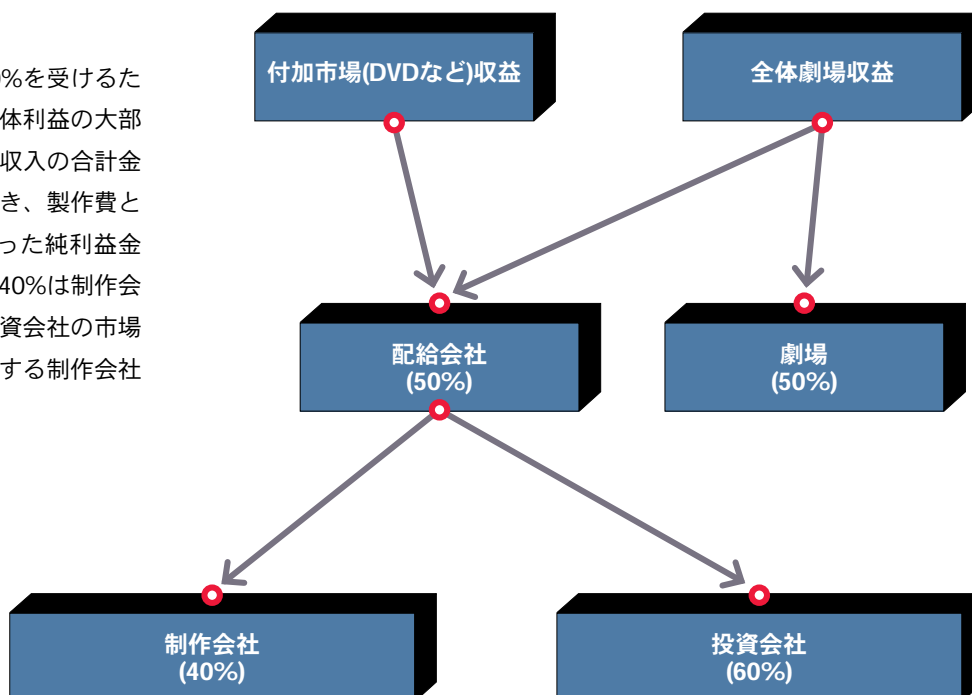 %を受けるた
体利益の大部
収入の合計金
き、製作費と
った純利益金
40%は制作会
資会社の市場
する制作会社
付加市場(DVDなど)収益
全体劇場収益
配給会社
(50%)
劇場
(50%)
制作会社
(40%)
投資会社
(60%)